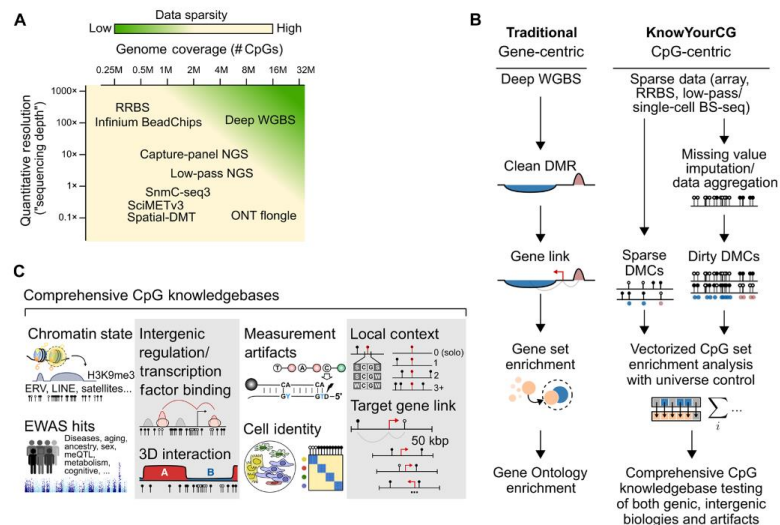 A
Data sparsity
Low
High
Genome coverage (# CpGs)
0.25M 0.5M 1M 2M 4M 8M 16M 32M
Quantitative resolution
("sequencing depth")
1000×
100×
10×
1×
0.1×
RRBS
Infinium BeadChips
Deep WGBS
Capture-panel NGS
Low-pass NGS
SnmC-seq3
SciMETv3
Spatial-DMT
ONT flongle
B
Traditional
Gene-centric
Deep WGBS
Clean DMR
Gene link
Gene set
enrichment
Gene Ontology
enrichment
KnowYourCG
CpG-centric
Sparse data (array,
RRBS, low-pass/
single-cell BS-seq)
Missing value
imputation/
data aggregation
Sparse
DMCs
Dirty DMCs
Vectorized CpG set
enrichment analysis
with universe control
∑ ...
i
Comprehensive CpG
knowledgebase testing
of both genic, intergenic
biologies and artifacts
C
Comprehensive CpG knowledgebases
Chromatin state
H3K9me3
ERV, LINE, satellites...
EWAS hits
Diseases, aging,
ancestry, sex,
meQTL,
metabolism,
cognitive, ...
Intergenic
regulation/
transcription
factor binding
3D interaction
A
B
Measurement
artifacts
T A C G
CA CA
GY GTD-5'
Cell identity
Local context
0 (solo)
1
2
3+
S C G S
S C G W
W C G W
Target gene link
50 kbp
...